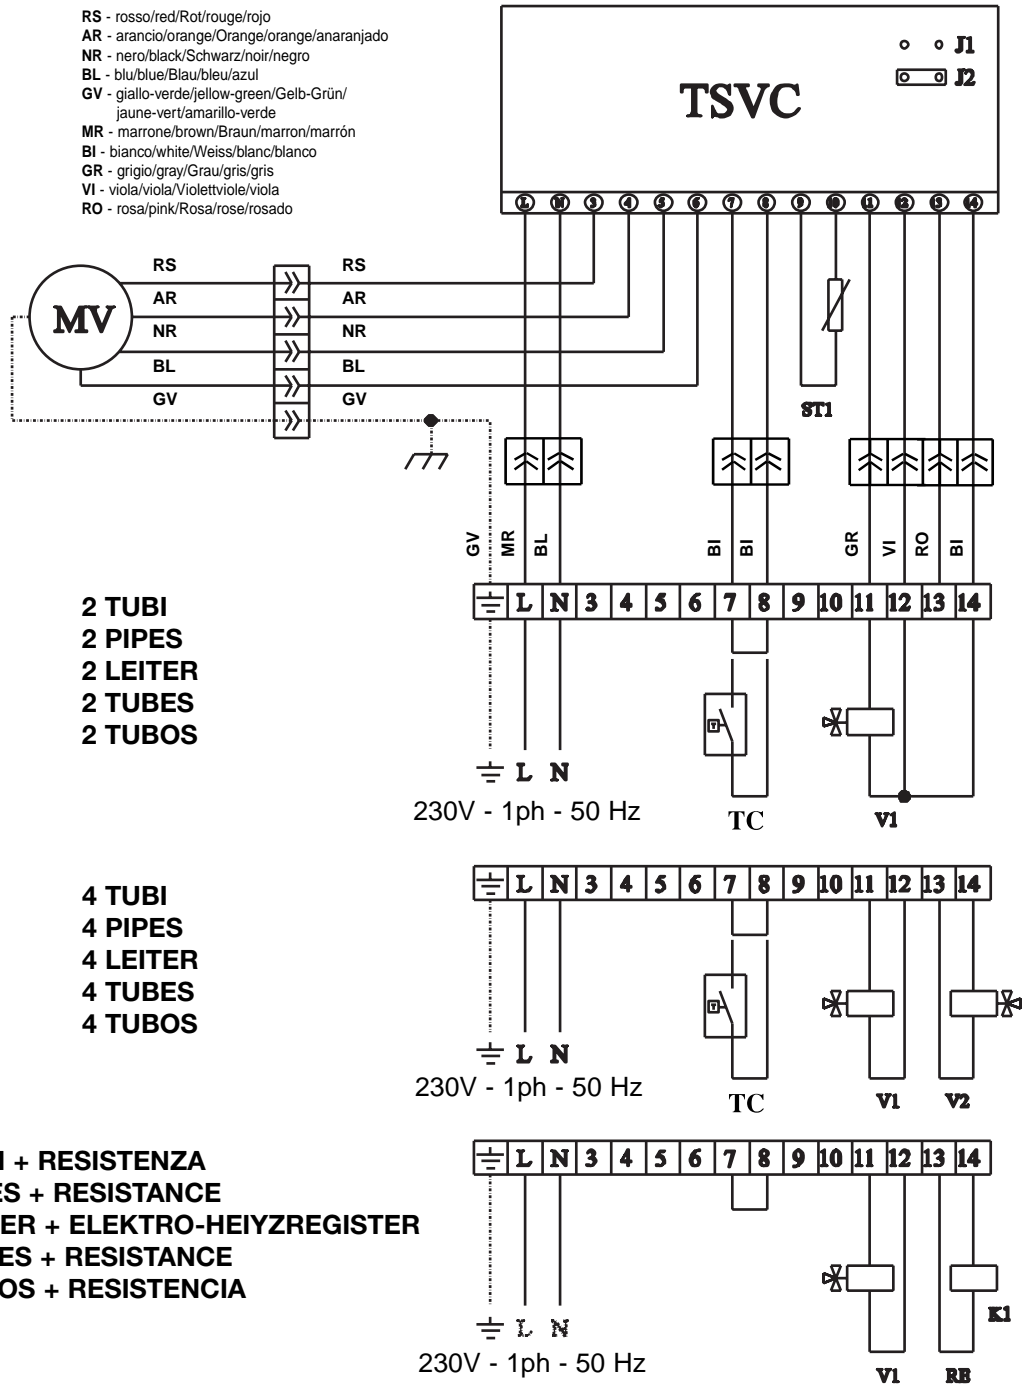 RS - rosso/red/Rot/rouge/rojo
AR - arancio/orange/Orange/orange/anaranjado
NR - nero/black/Schwarz/noir/negro
BL - blu/blue/Blau/bleu/azul
GV - giallo-verde/jellow-green/Gelb-Grün/
jaune-vert/amarillo-verde
MR - marrone/brown/Braun/marron/marrón
BI - bianco/white/Weiss/blanc/blanco
GR - grigio/gray/Grau/gris/gris
VI - viola/viola/Violettviole/viola
RO - rosa/pink/Rosa/rose/rosado
J1
J2
TSVC
L N 3 4 5 6 7 8 9 10 11 12 13 14
MV
RS RS
AR AR
NR NR
BL BL
GV GV
ST1
GV MR BL BI BI GR VI RO BI
L N 3 4 5 6 7 8 9 10 11 12 13 14
2 TUBI
2 PIPES
2 LEITER
2 TUBES
2 TUBOS
T
L N
230V - 1ph - 50 Hz
TC
V1
L N 3 4 5 6 7 8 9 10 11 12 13 14
4 TUBI
4 PIPES
4 LEITER
4 TUBES
4 TUBOS
T
L N
230V - 1ph - 50 Hz
TC
V1
V2
L N 3 4 5 6 7 8 9 10 11 12 13 14
I + RESISTENZA
ES + RESISTANCE
ER + ELEKTRO-HEIYZREGISTER
ES + RESISTANCE
OS + RESISTENCIA
K1
L N
230V - 1ph - 50 Hz
V1
RE